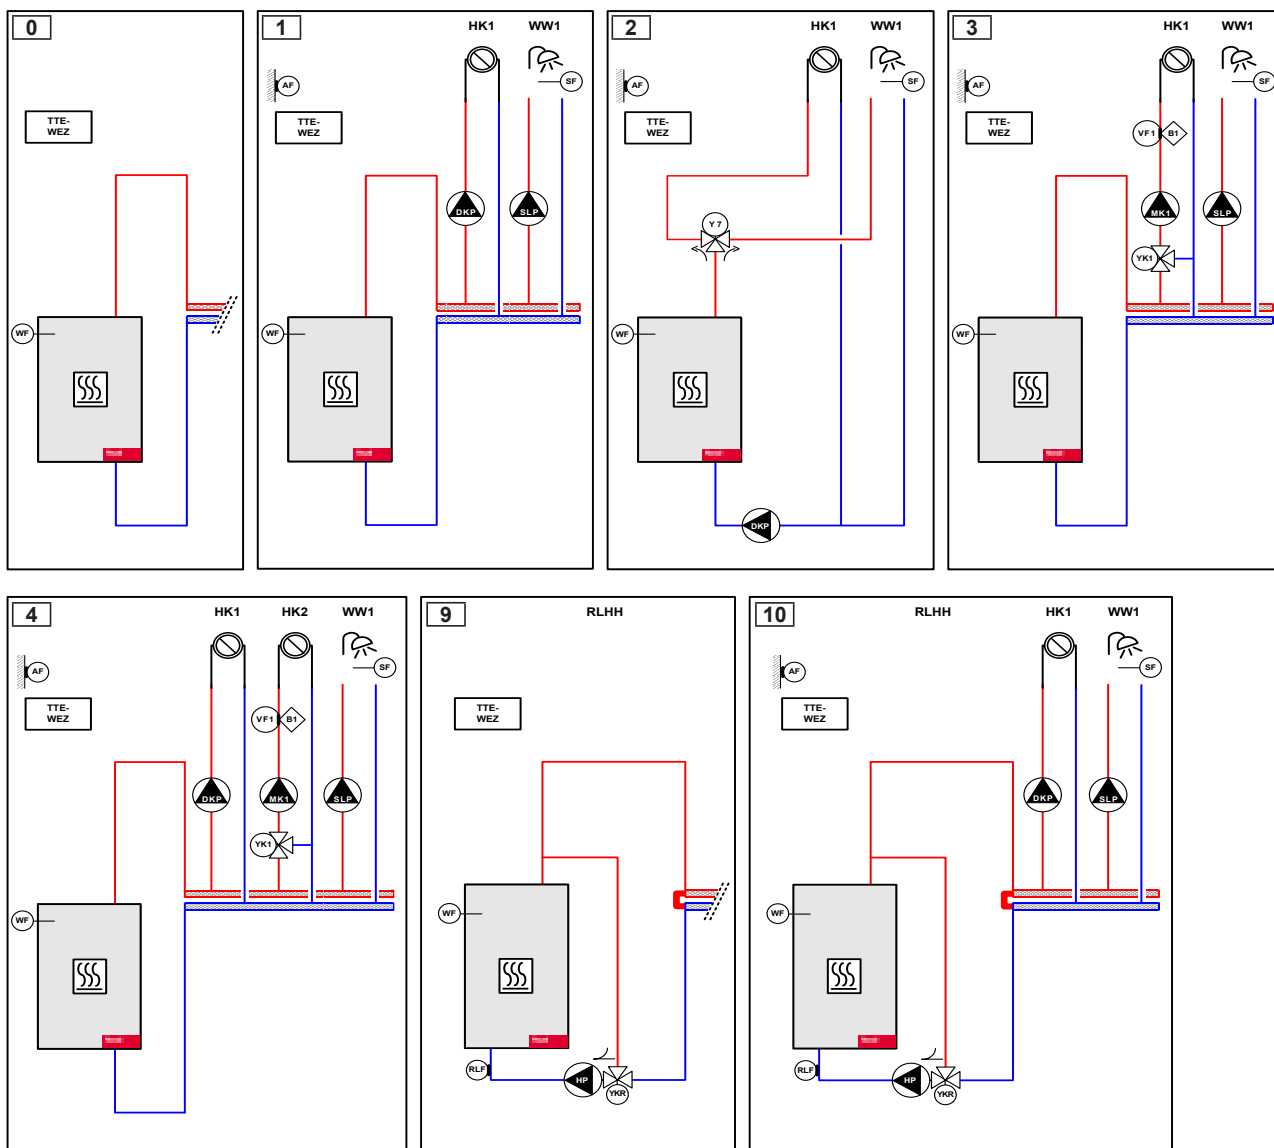 0
TTE-
WEZ
WF
1
HK1
WW1
AF
SF
TTE-
WEZ
DKP
SLP
WF
2
HK1
WW1
AF
SF
TTE-
WEZ
Y7
WF
DKP
3
HK1
WW1
AF
SF
TTE-
WEZ
VF1
B1
MK1
SLP
YK1
WF
4
HK1
HK2
WW1
AF
SF
TTE-
WEZ
VF1
B1
DKP
MK1
SLP
YK1
WF
9
RLHH
TTE-
WEZ
WF
RLF
HP
YKR
10
RLHH
HK1
WW1
AF
SF
TTE-
WEZ
DKP
SLP
WF
RLF
HP
YKR